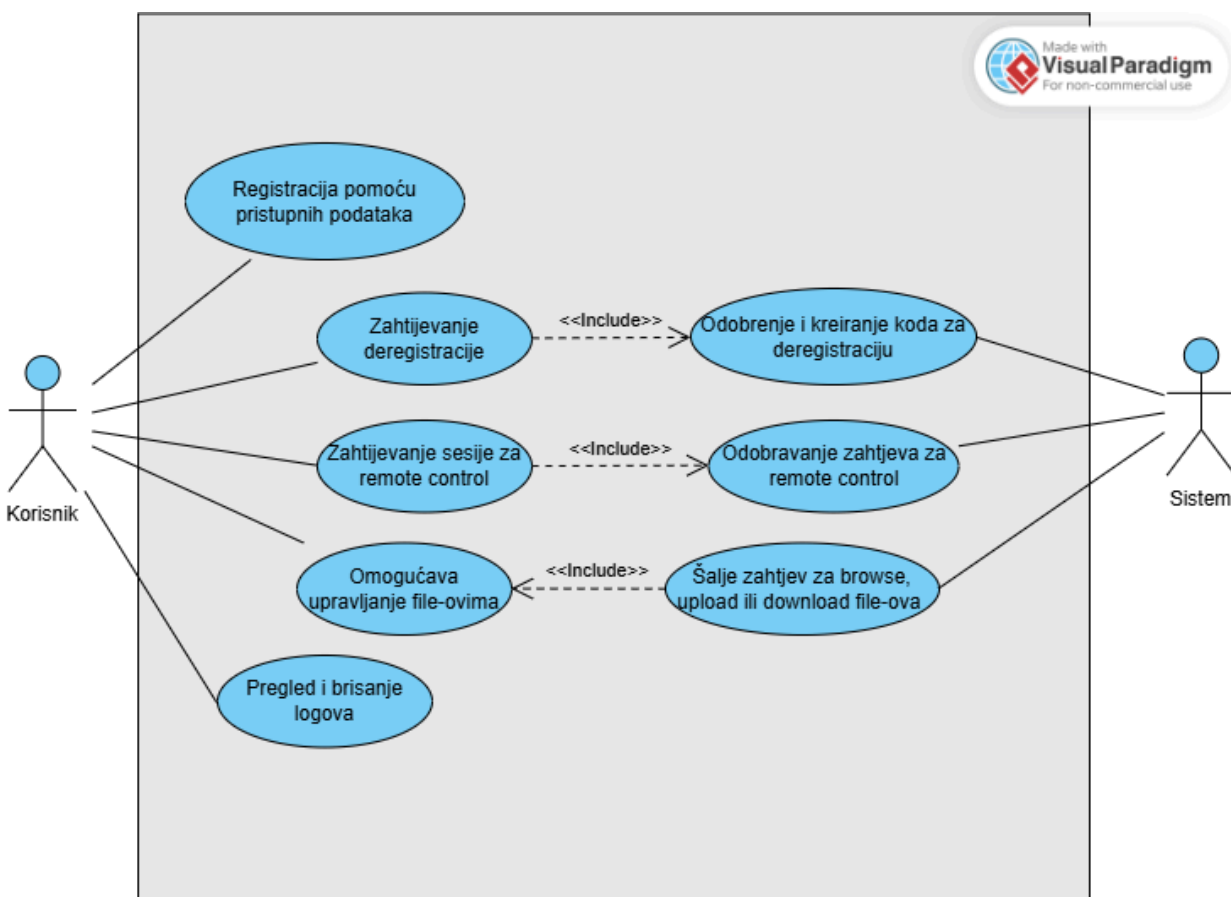 Made with
Visual Paradigm
For non-commercial use
Registracija pomoću
pristupnih podataka
Zahtijevanje
deregistracije
<<Include>>
Odobrenje i kreiranje koda za
deregistraciju
Zahtijevanje sesije za
remote control
<<Include>>
Odobravanje zahtjeva za
remote control
Korisnik
Sistem
Omogućava
upravljanje file-ovima
<<Include>>
Šalje zahtjev za browse,
upload ili download file-ova
Pregled i brisanje
logova